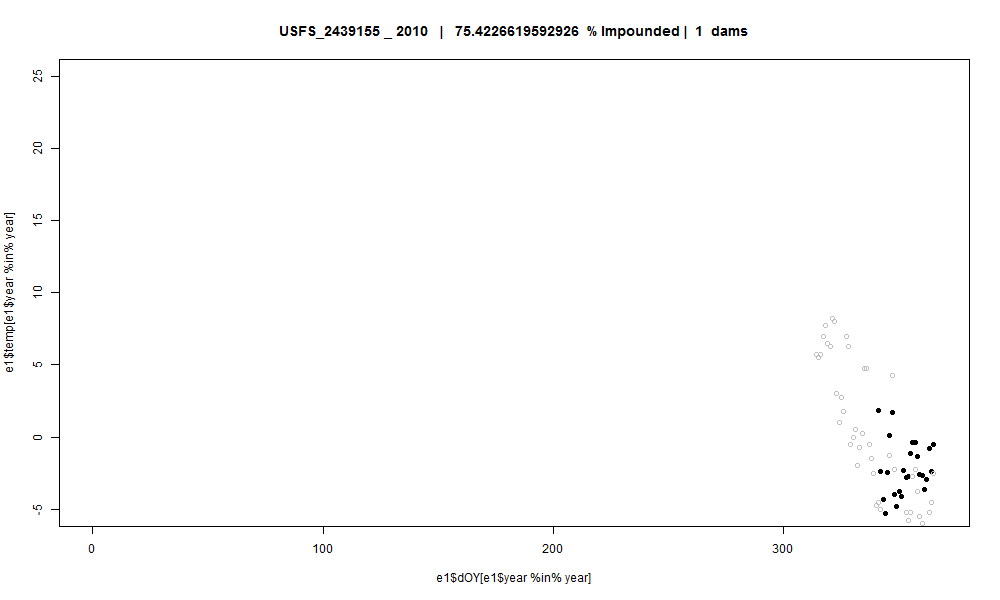 USFS_2439155 _ 2010 | 75.4226619592926 % Impounded | 1 dams
25
20
15
10
5
0
-5
e1$temp[e1$year %in% year]
0 100 200 300
e1$dOY[e1$year %in% year]